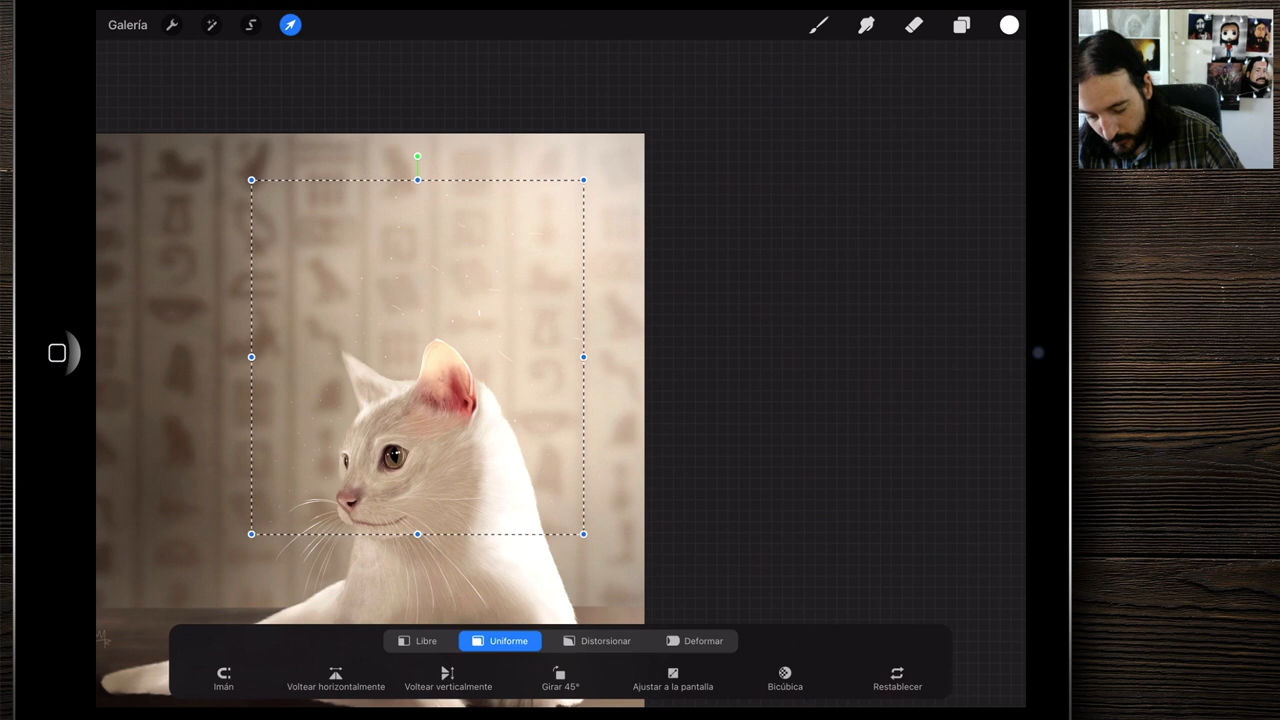 Galería
Libre
Uniforme
Distorsionar
Deformar
Imán
Voltear horizontalmente
Voltear verticalmente
Girar 45°
Ajustar a la pantalla
Bicúbica
Restablecer